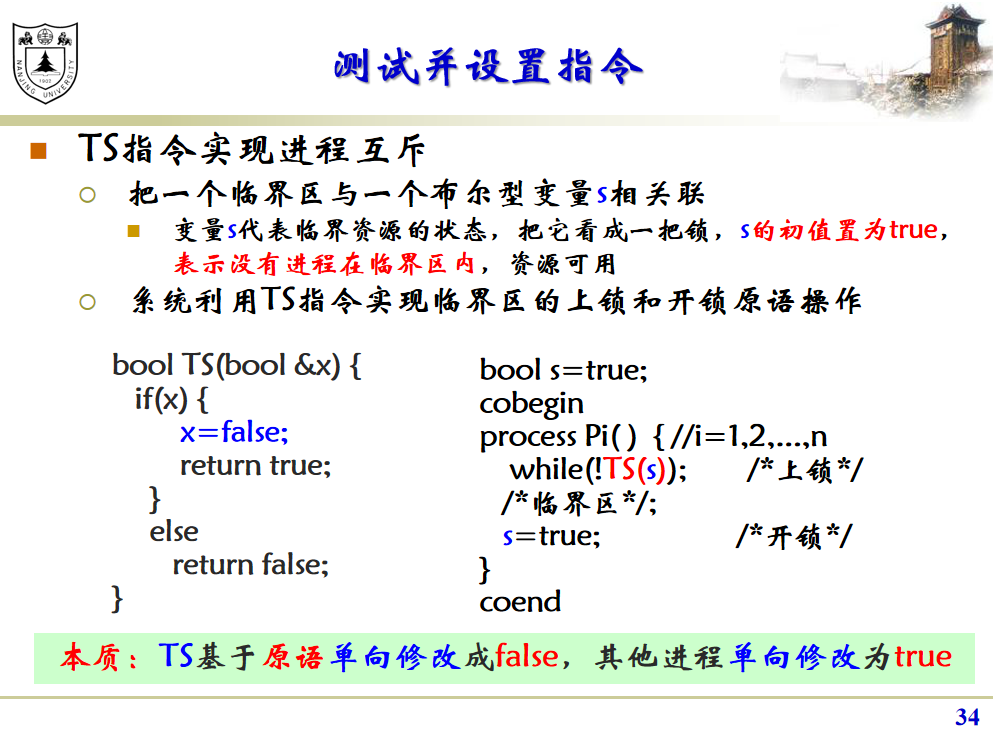 NANJING UNIVERSITY
1902
测试并设置指令
TS指令实现进程互斥
把一个临界区与一个布尔型变量s相关联
变量s代表临界资源的状态，把它看成一把锁，s的初值置为true，
表示没有进程在临界区内，资源可用
系统利用TS指令实现临界区的上锁和开锁原语操作
bool TS(bool &x) {
if(x) {
x=false;
return true;
}
else
return false;
}
bool s=true;
cobegin
process Pi( ) { //i=1,2,...,n
while(!TS(s)); /*上锁*/
/*临界区*/;
s=true; /*开锁*/
}
coend
本质：TS基于原语单向修改成false，其他进程单向修改为true
34